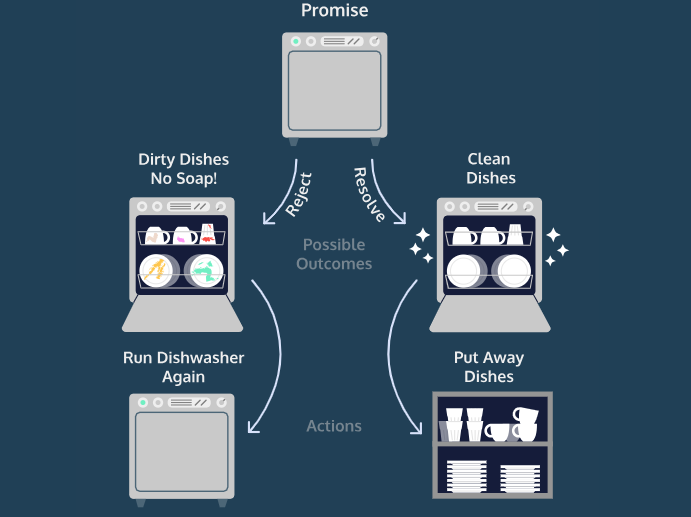 Promise
Dirty Dishes
No Soap!
Clean
Dishes
Reject
Resolve
Possible
Outcomes
Run Dishwasher
Again
Put Away
Dishes
Actions